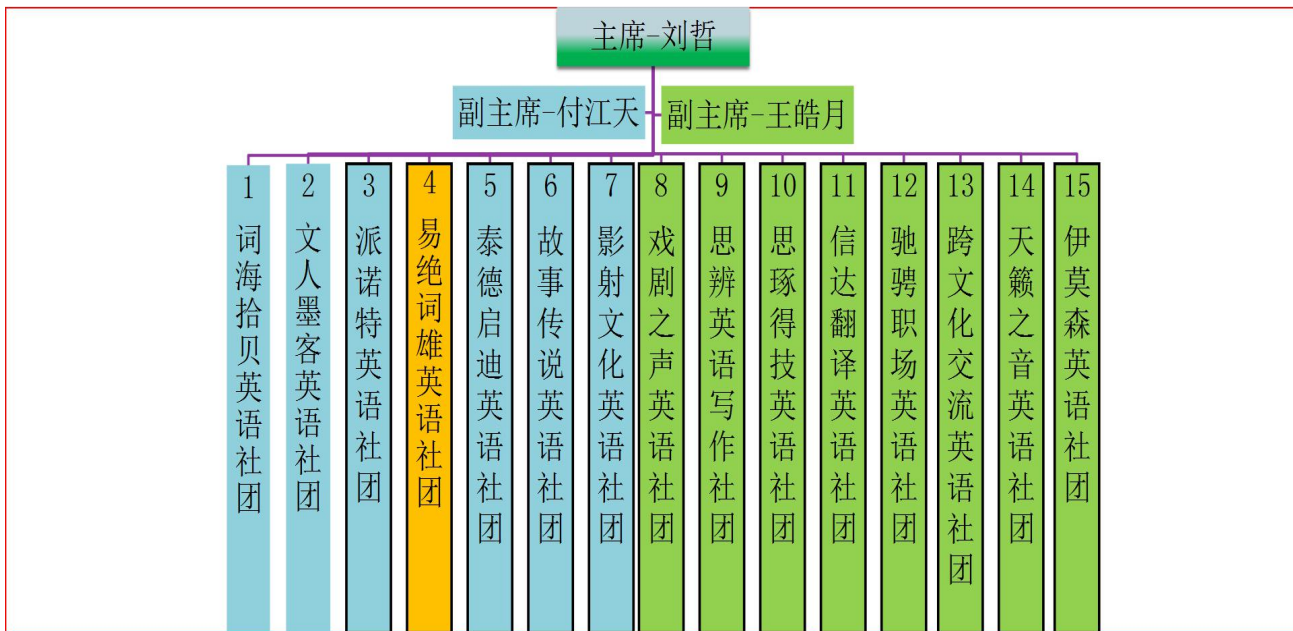 主席-刘哲
副主席-付江天
副主席-王皓月
1 词海拾贝英语社团
2 文人墨客英语社团
3 派诺特英语社团
4 易绝词雄英语社团
5 泰德启迪英语社团
6 故事传说英语社团
7 影射文化英语社团
8 戏剧之声英语社团
9 思辨英语写作社团
10 思琢得技英语社团
11 信达翻译英语社团
12 驰骋职场英语社团
13 跨文化交流英语社团
14 天籁之音英语社团
15 伊莫森英语社团